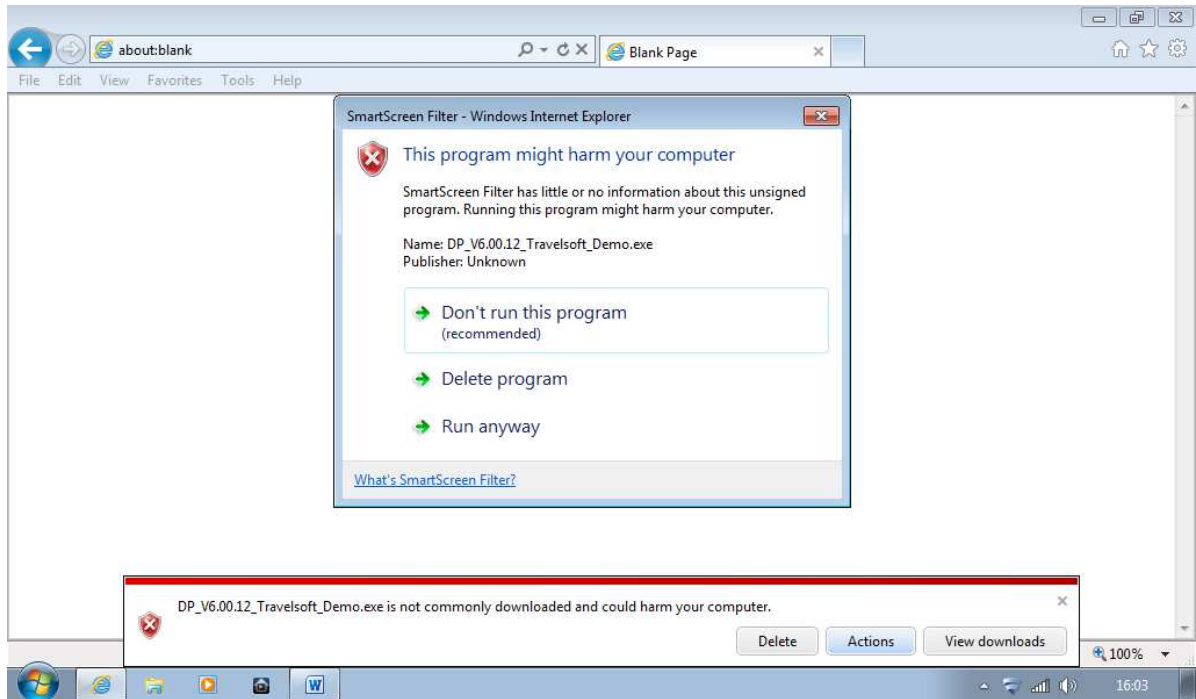 about:blank
Blank Page
File Edit View Favorites Tools Help
SmartScreen Filter - Windows Internet Explorer
This program might harm your computer
SmartScreen Filter has little or no information about this unsigned
program. Running this program might harm your computer.
Name: DP_V6.00.12_Travelsoft_Demo.exe
Publisher: Unknown
Don't run this program
(recommended)
Delete program
Run anyway
What's SmartScreen Filter?
DP_V6.00.12_Travelsoft_Demo.exe is not commonly downloaded and could harm your computer.
Delete Actions View downloads
100%
W
16:03